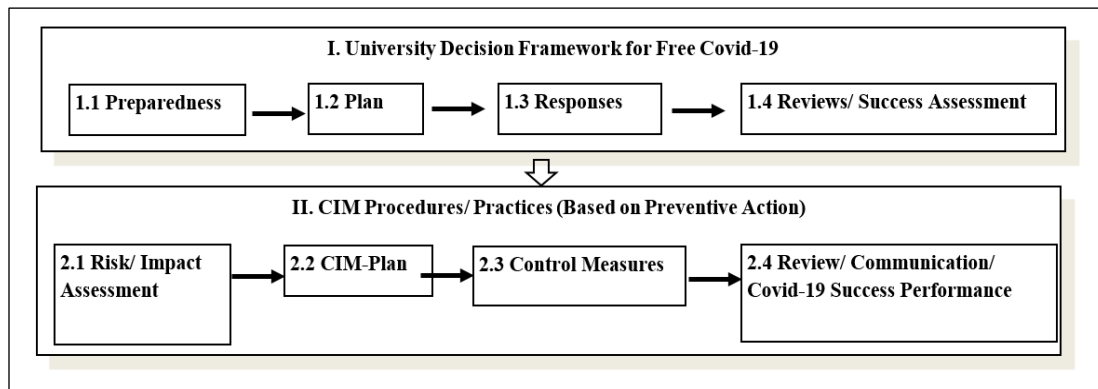 I. University Decision Framework for Free Covid-19
1.1 Preparedness
1.2 Plan
1.3 Responses
1.4 Reviews/ Success Assessment
II. CIM Procedures/ Practices (Based on Preventive Action)
2.1 Risk/ Impact
Assessment
2.2 CIM-Plan
2.3 Control Measures
2.4 Review/ Communication/
Covid-19 Success Performance